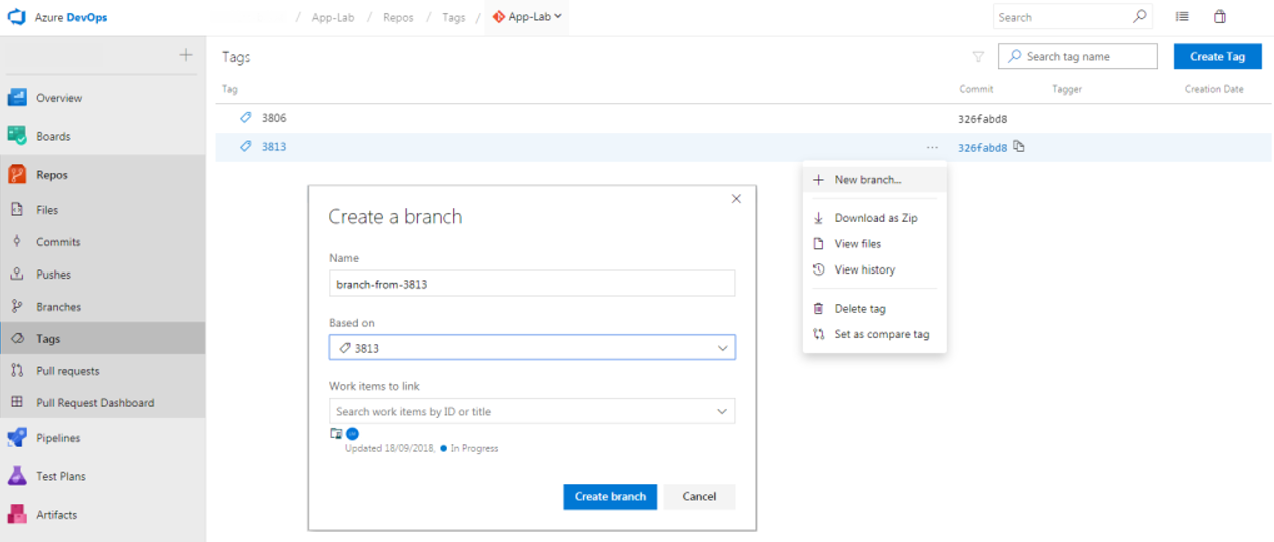 Azure DevOps
/ App-Lab / Repos / Tags / App-Lab
Search
Tags
Search tag name
Create Tag
Tag Commit Tagger Creation Date
3806 326fabd8
3813 ... 326fabd8
Overview
Boards
Repos
Files
Commits
Pushes
Branches
Tags
Pull requests
Pull Request Dashboard
Pipelines
Test Plans
Artifacts
Create a branch
Name
branch-from-3813
Based on
3813
Work items to link
Search work items by ID or title
Updated 18/09/2018, In Progress
Create branch Cancel
New branch...
Download as Zip
View files
View history
Delete tag
Set as compare tag